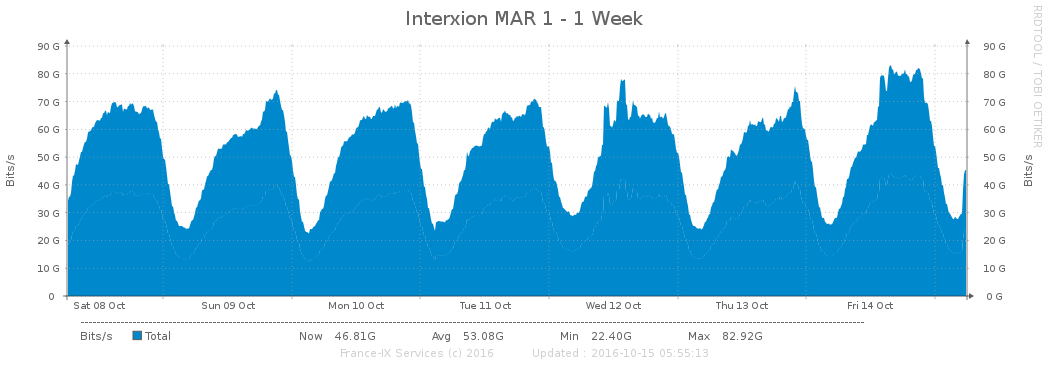 Interxion MAR 1 - 1 Week
RRDTOOL / TOBI OETIKER
90 G 90 G
80 G 80 G
70 G 70 G
60 G 60 G
50 G 50 G
40 G 40 G
30 G 30 G
20 G 20 G
10 G 10 G
0 0 G
Bits/s
Bits/s
Sat 08 Oct Sun 09 Oct Mon 10 Oct Tue 11 Oct Wed 12 Oct Thu 13 Oct Fri 14 Oct
Bits/s Total Now 46.81G Avg 53.08G Min 22.40G Max 82.92G
France-IX Services (c) 2016 Updated : 2016-10-15 05:55:13